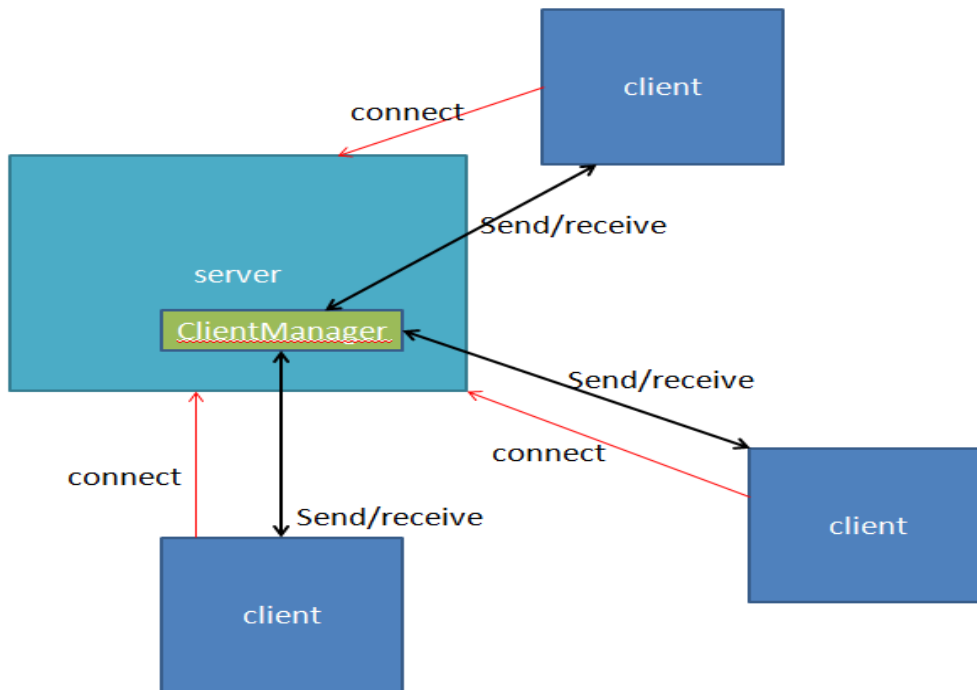 client
connect
Send/receive
server
ClientManager
Send/receive
connect
connect
Send/receive
client
client